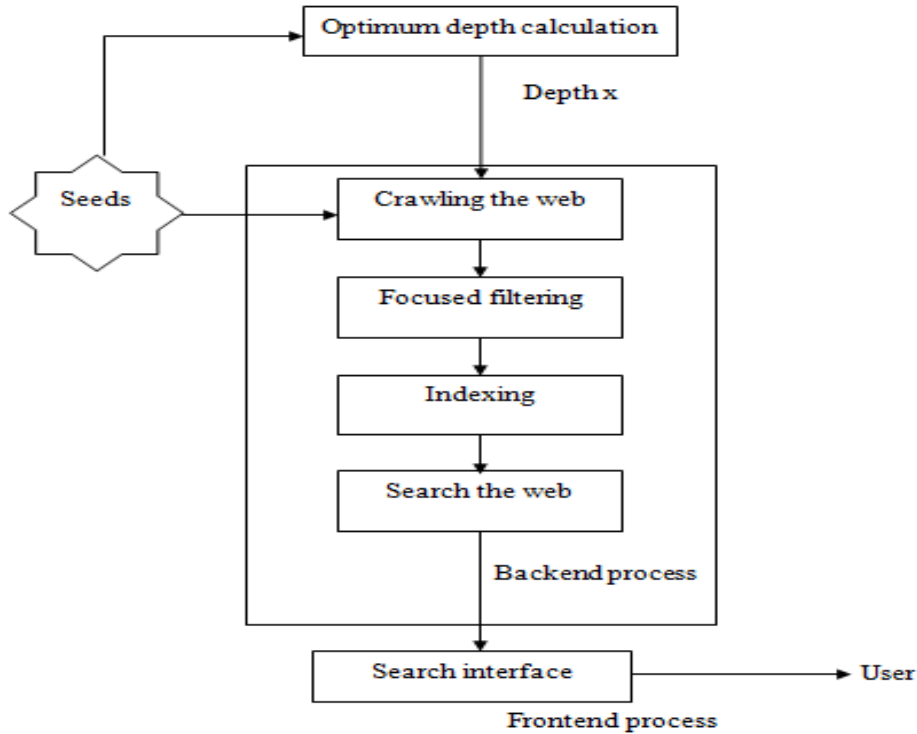 Optimum depth calculation
Depth x
Seeds
Crawling the web
Focused filtering
Indexing
Search the web
Backend process
Search interface
User
Frontend process